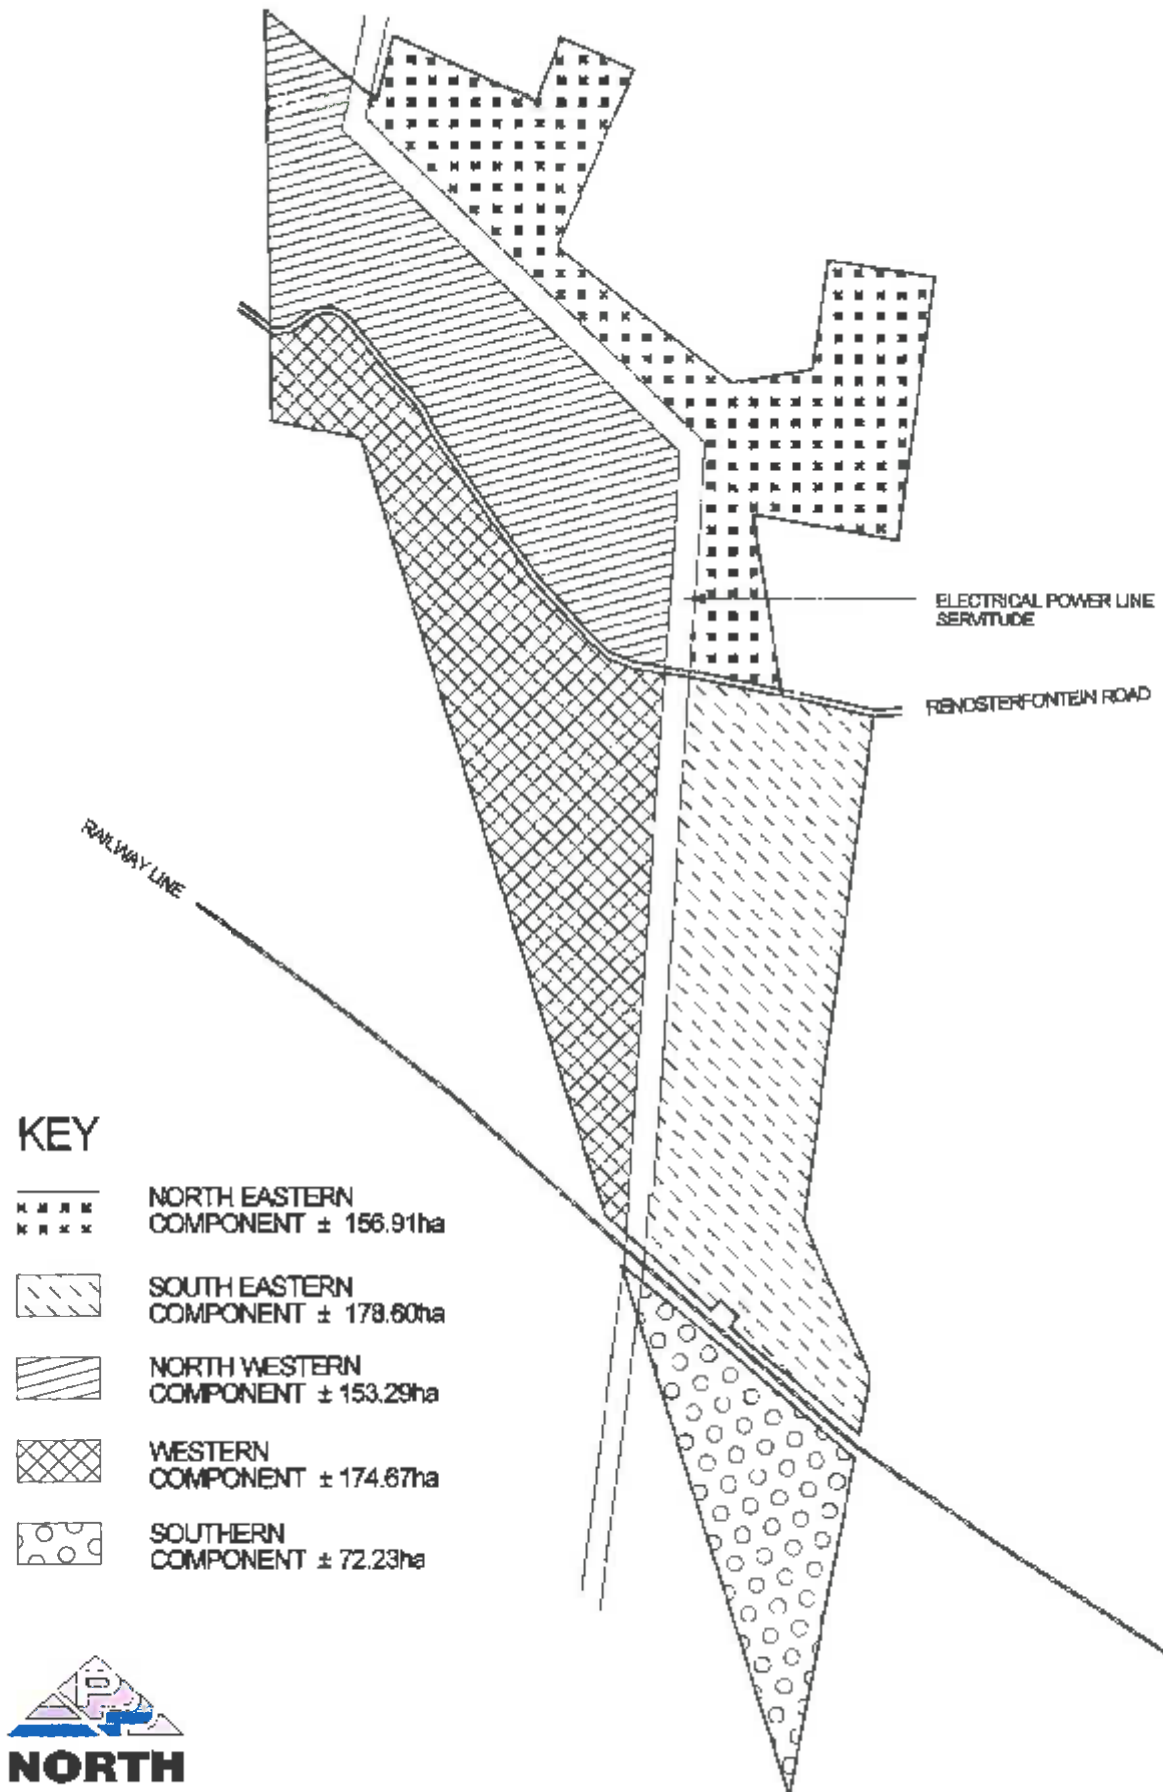 ELECTRICAL POWER LINE
SERVITUDE
RENOSTERFONTEIN ROAD
RAILWAY LINE
KEY
NORTH EASTERN
COMPONENT ± 156.91ha
SOUTH EASTERN
COMPONENT ± 178.60ha
NORTH WESTERN
COMPONENT ± 153.29ha
WESTERN
COMPONENT ± 174.67ha
SOUTHERN
COMPONENT ± 72.23ha
NORTH